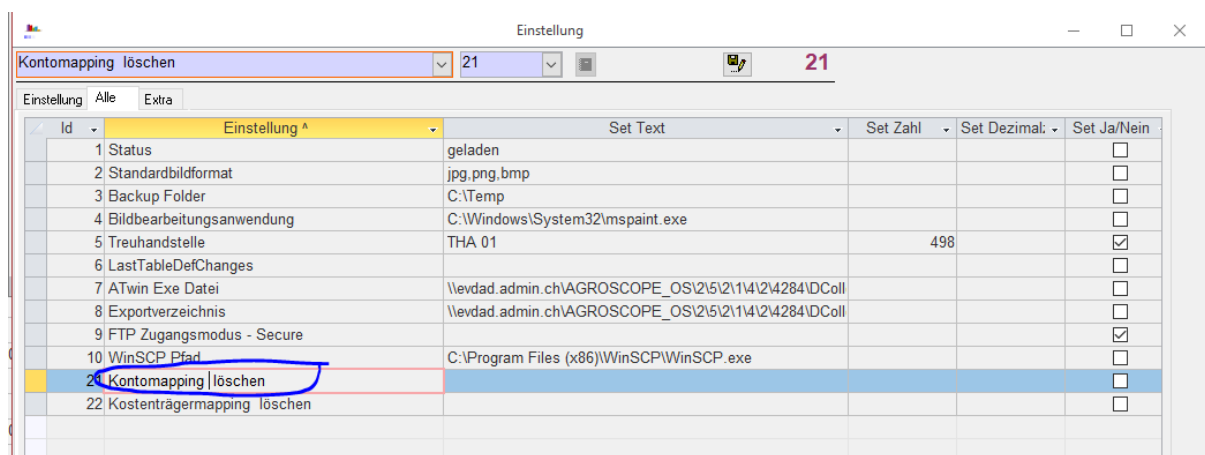 Einstellung
Kontomapping  löschen 21 21
Einstellung Alle Extra
Id Einstellung Set Text Set Zahl Set Dezimal: Set Ja/Nein
1 Status geladen
2 Standardbildformat jpg,png,bmp
3 Backup Folder C:\Temp
4 Bildbearbeitungsanwendung C:\Windows\System32\mspaint.exe
5 Treuhandstelle THA 01 498
6 LastTableDefChanges
7 ATwin Exe Datei \\evdad.admin.ch\AGROSCOPE_OS\2\5\2\1\4\2\4284\DColl
8 Exportverzeichnis \\evdad.admin.ch\AGROSCOPE_OS\2\5\2\1\4\2\4284\DColl
9 FTP Zugangsmodus - Secure
10 WinSCP Pfad C:\Program Files (x86)\WinSCP\WinSCP.exe
21 Kontomapping löschen
22 Kostenträgermapping  löschen